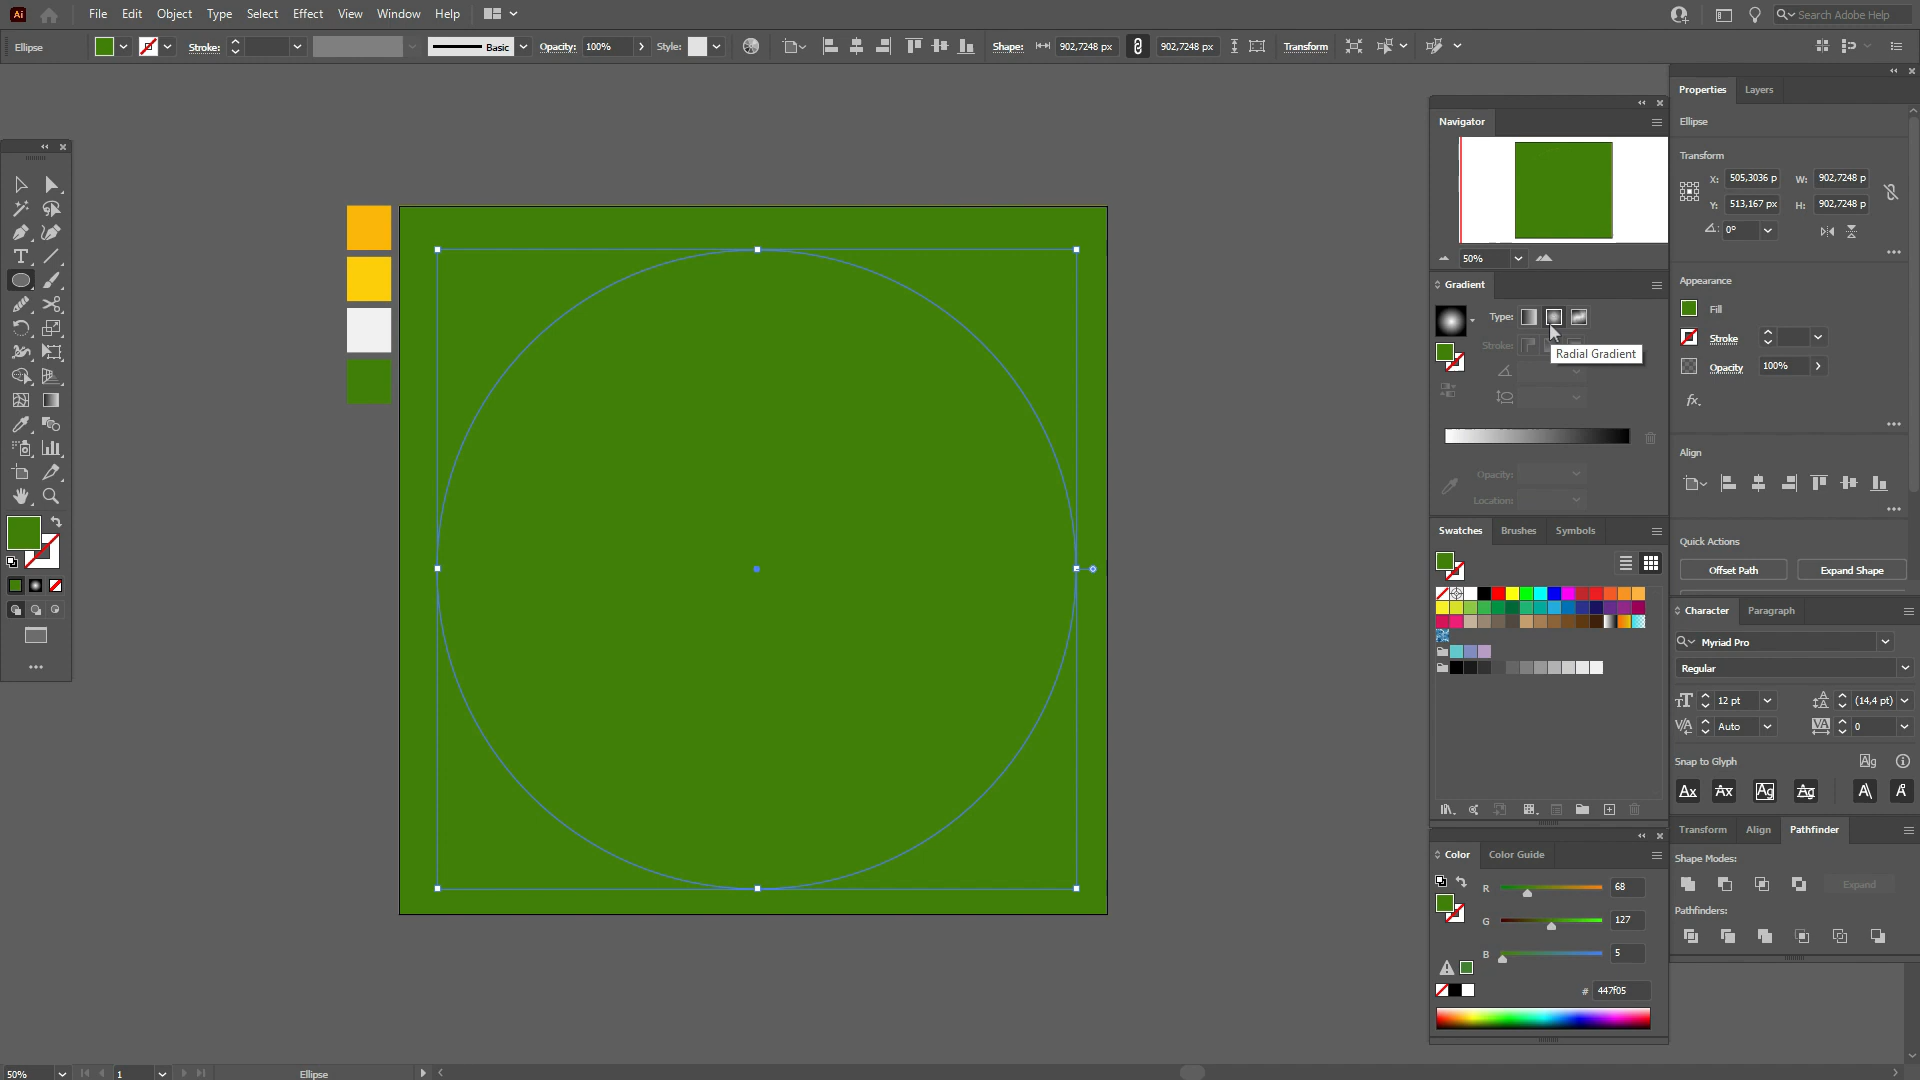 Ai File Edit Object Type Select Effect View Window Help Search Adobe Help
Ellipse Stroke: Basic Opacity: 100% Style: Shape: 902,7248 px 902,7248 px Transform
Properties Layers
Ellipse
Transform
X: 505,3036 p W: 902,7248 p
Y: 513,167 px H: 902,7248 p
0°
Appearance
Fill
Stroke
Opacity 100%
fx.
Align
Quick Actions
Offset Path Expand Shape
Character Paragraph
Myriad Pro
Regular
12 pt (14,4 pt)
Auto 0
Snap to Glyph
Transform Align Pathfinder
Shape Modes:
Expand
Pathfinders:
Navigator
50%
Gradient
Type:
Stroke:
Radial Gradient
Opacity:
Location:
Swatches Brushes Symbols
Color Color Guide
R 68
G 127
B 5
# 447f05
50% 1 Ellipse